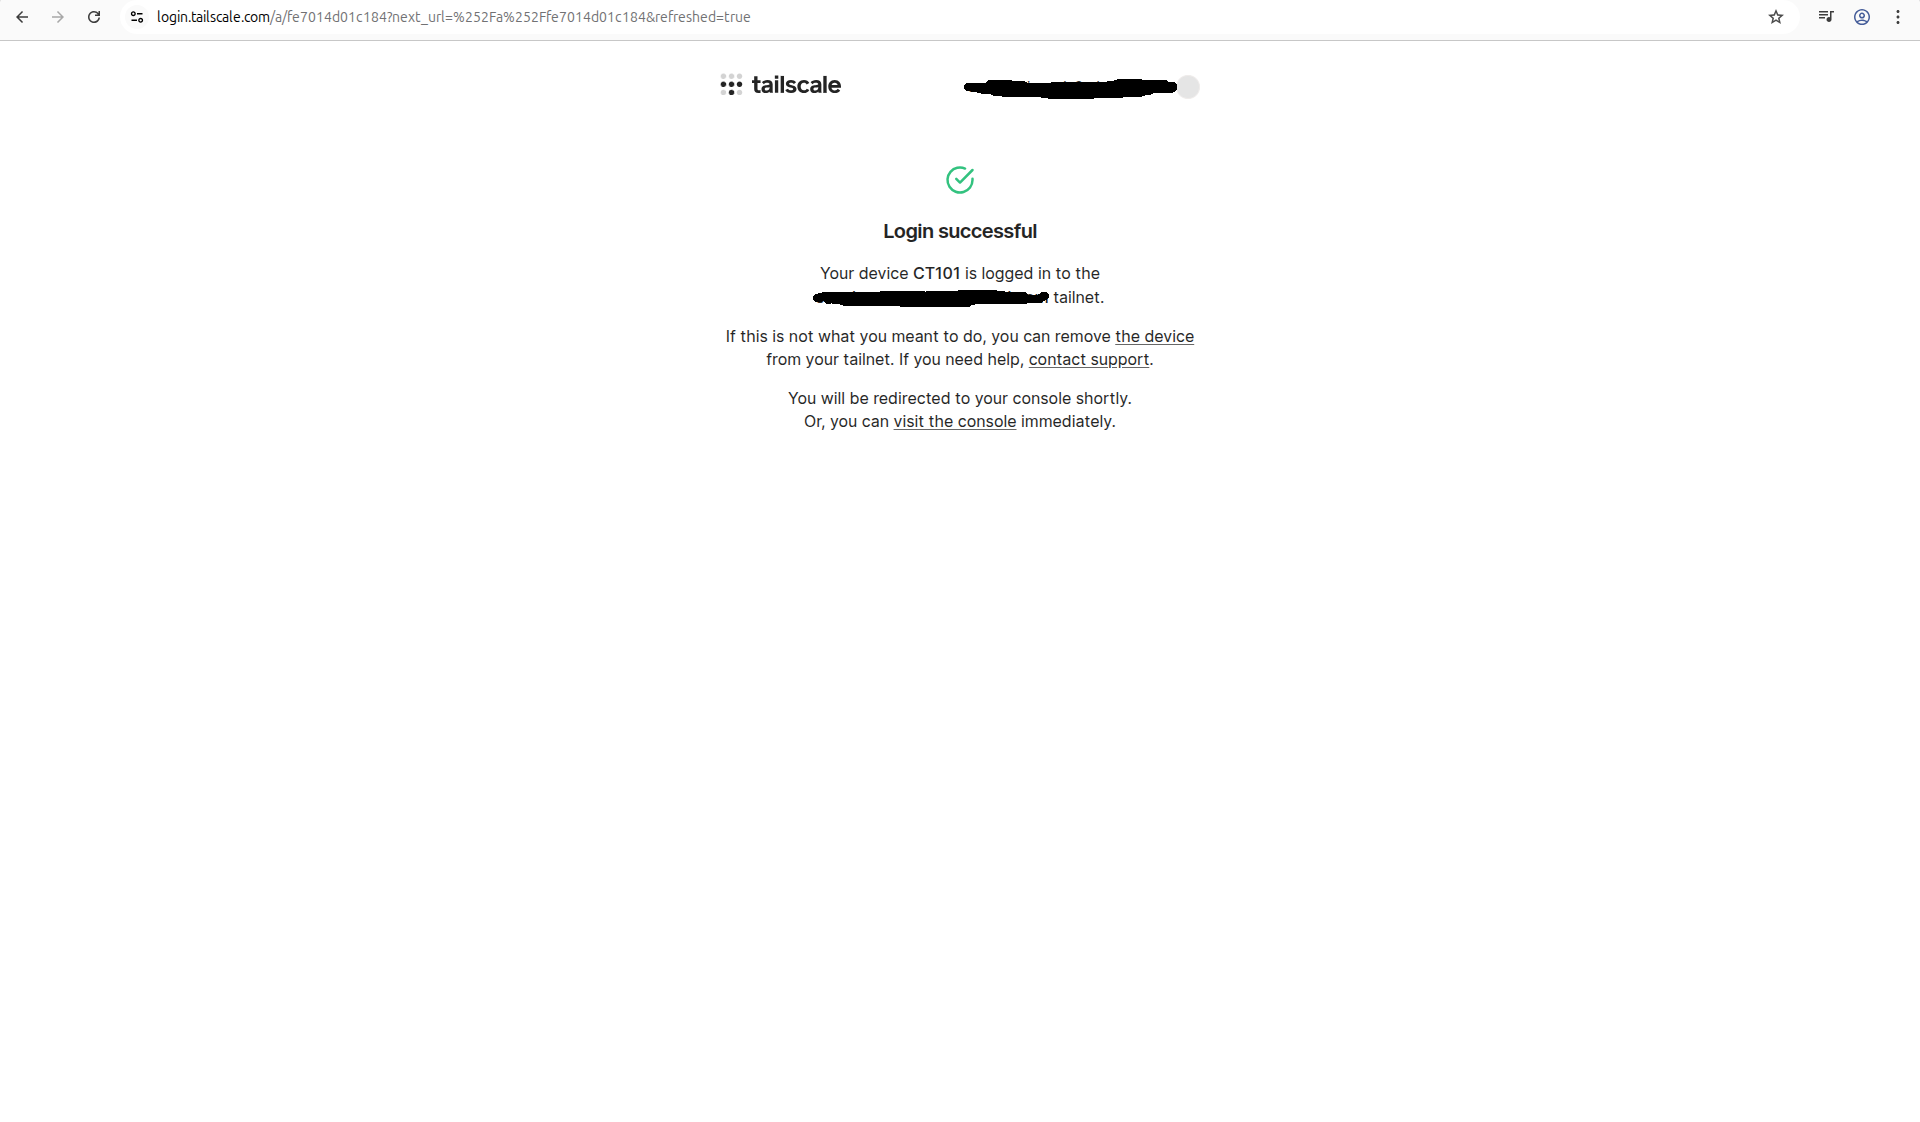 login.tailscale.com/a/fe7014d01c184?next_url=%252Fa%252Ffe7014d01c184&refreshed=true
tailscale
Login successful
Your device CT101 is logged in to the
tailnet.
If this is not what you meant to do, you can remove the device
from your tailnet. If you need help, contact support.
You will be redirected to your console shortly.
Or, you can visit the console immediately.